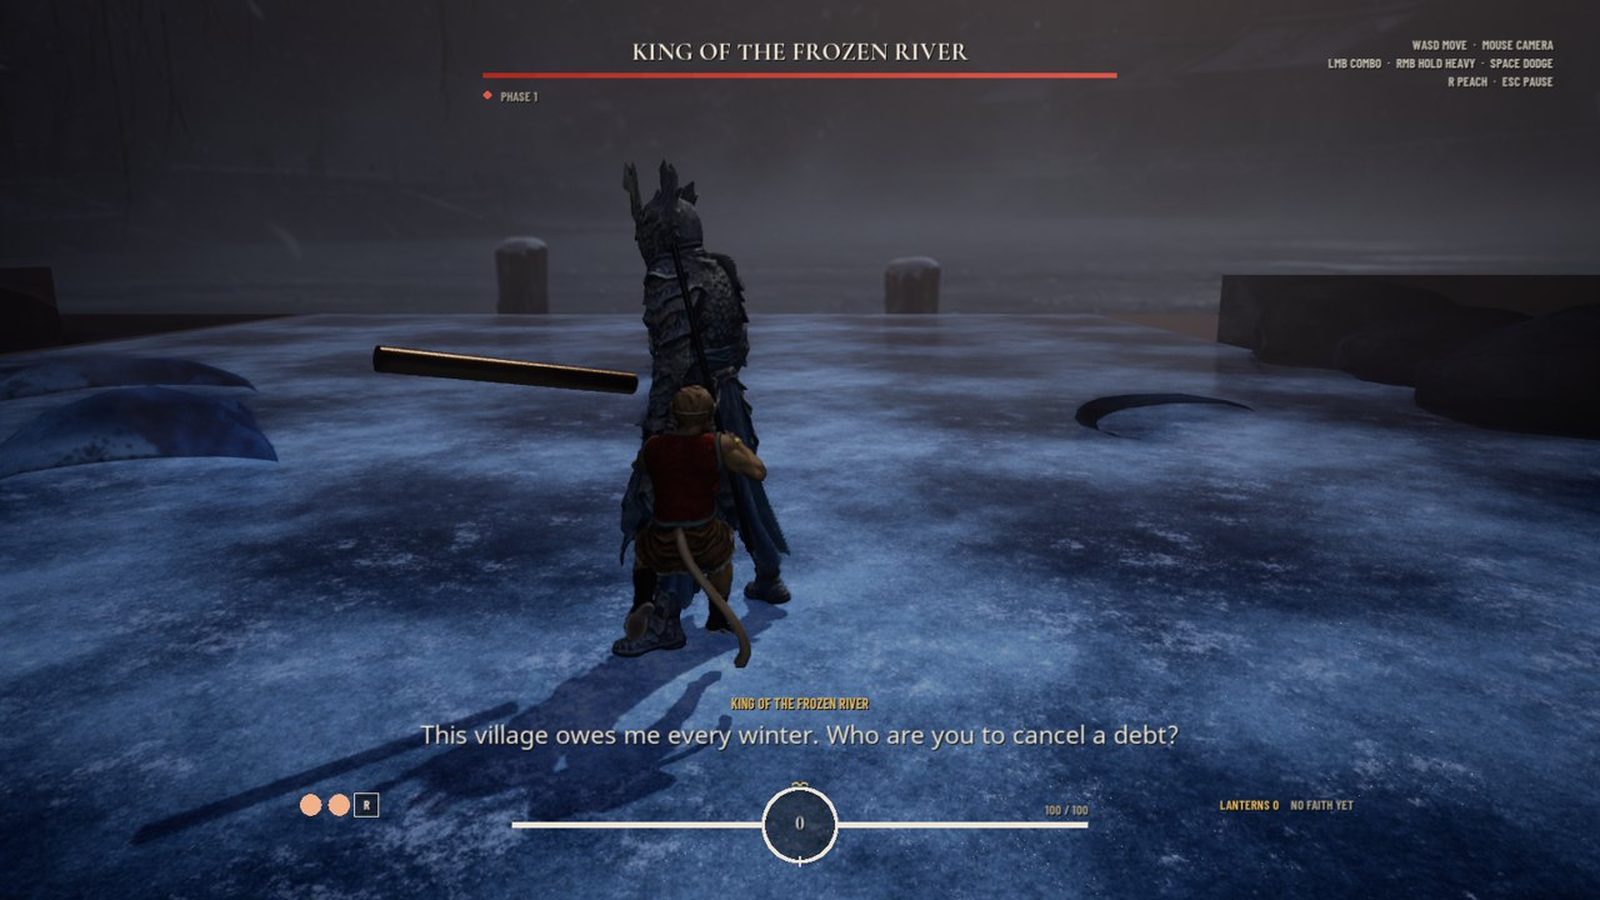 KING OF THE FROZEN RIVER
PHASE 1
WASD MOVE · MOUSE CAMERA
LMB COMBO · RMB HOLD HEAVY · SPACE DODGE
R PEACH · ESC PAUSE
KING OF THE FROZEN RIVER
This village owes me every winter. Who are you to cancel a debt?
R
0
100 / 100
LANTERNS 0 NO FAITH YET